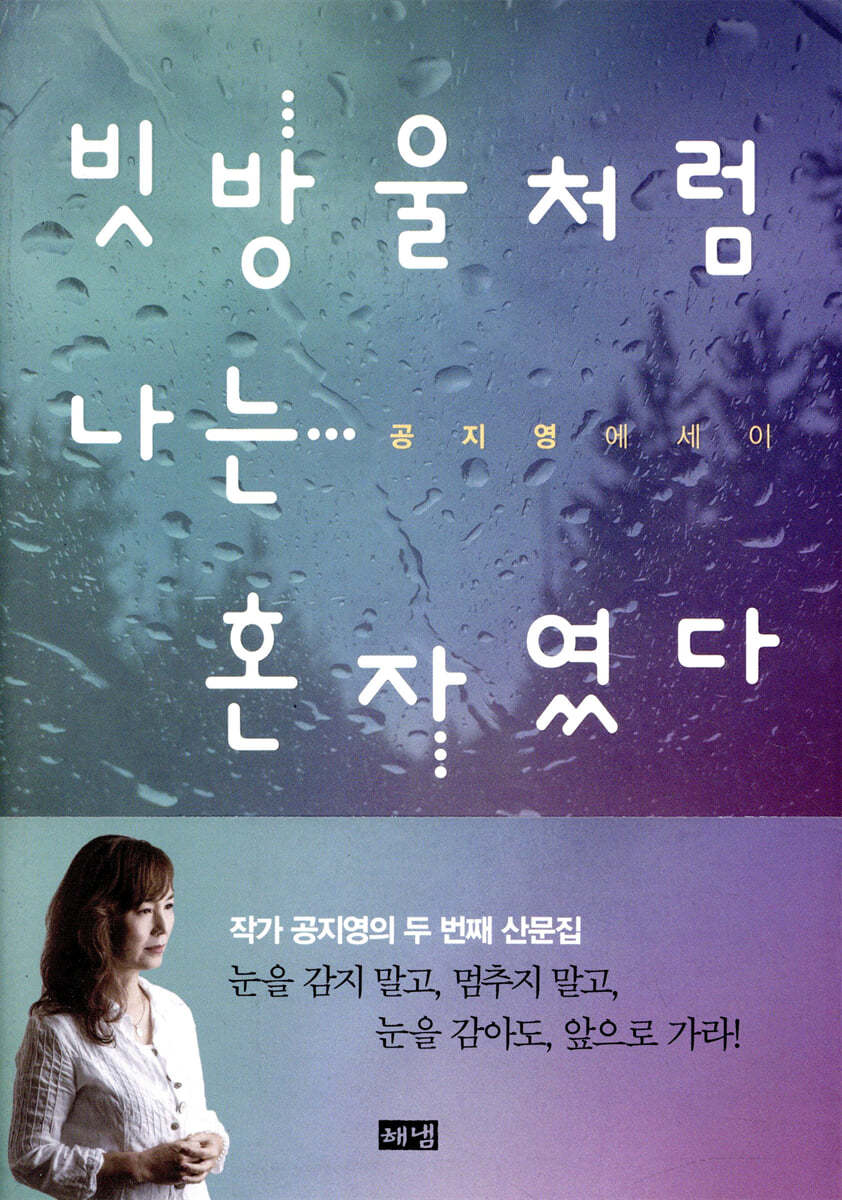 빗방울처럼
나는… 공지영 에세이
혼자였다
작가 공지영의 두 번째 산문집
눈을 감지 말고, 멈추지 말고,
눈을 감아도, 앞으로 가라!
해냄